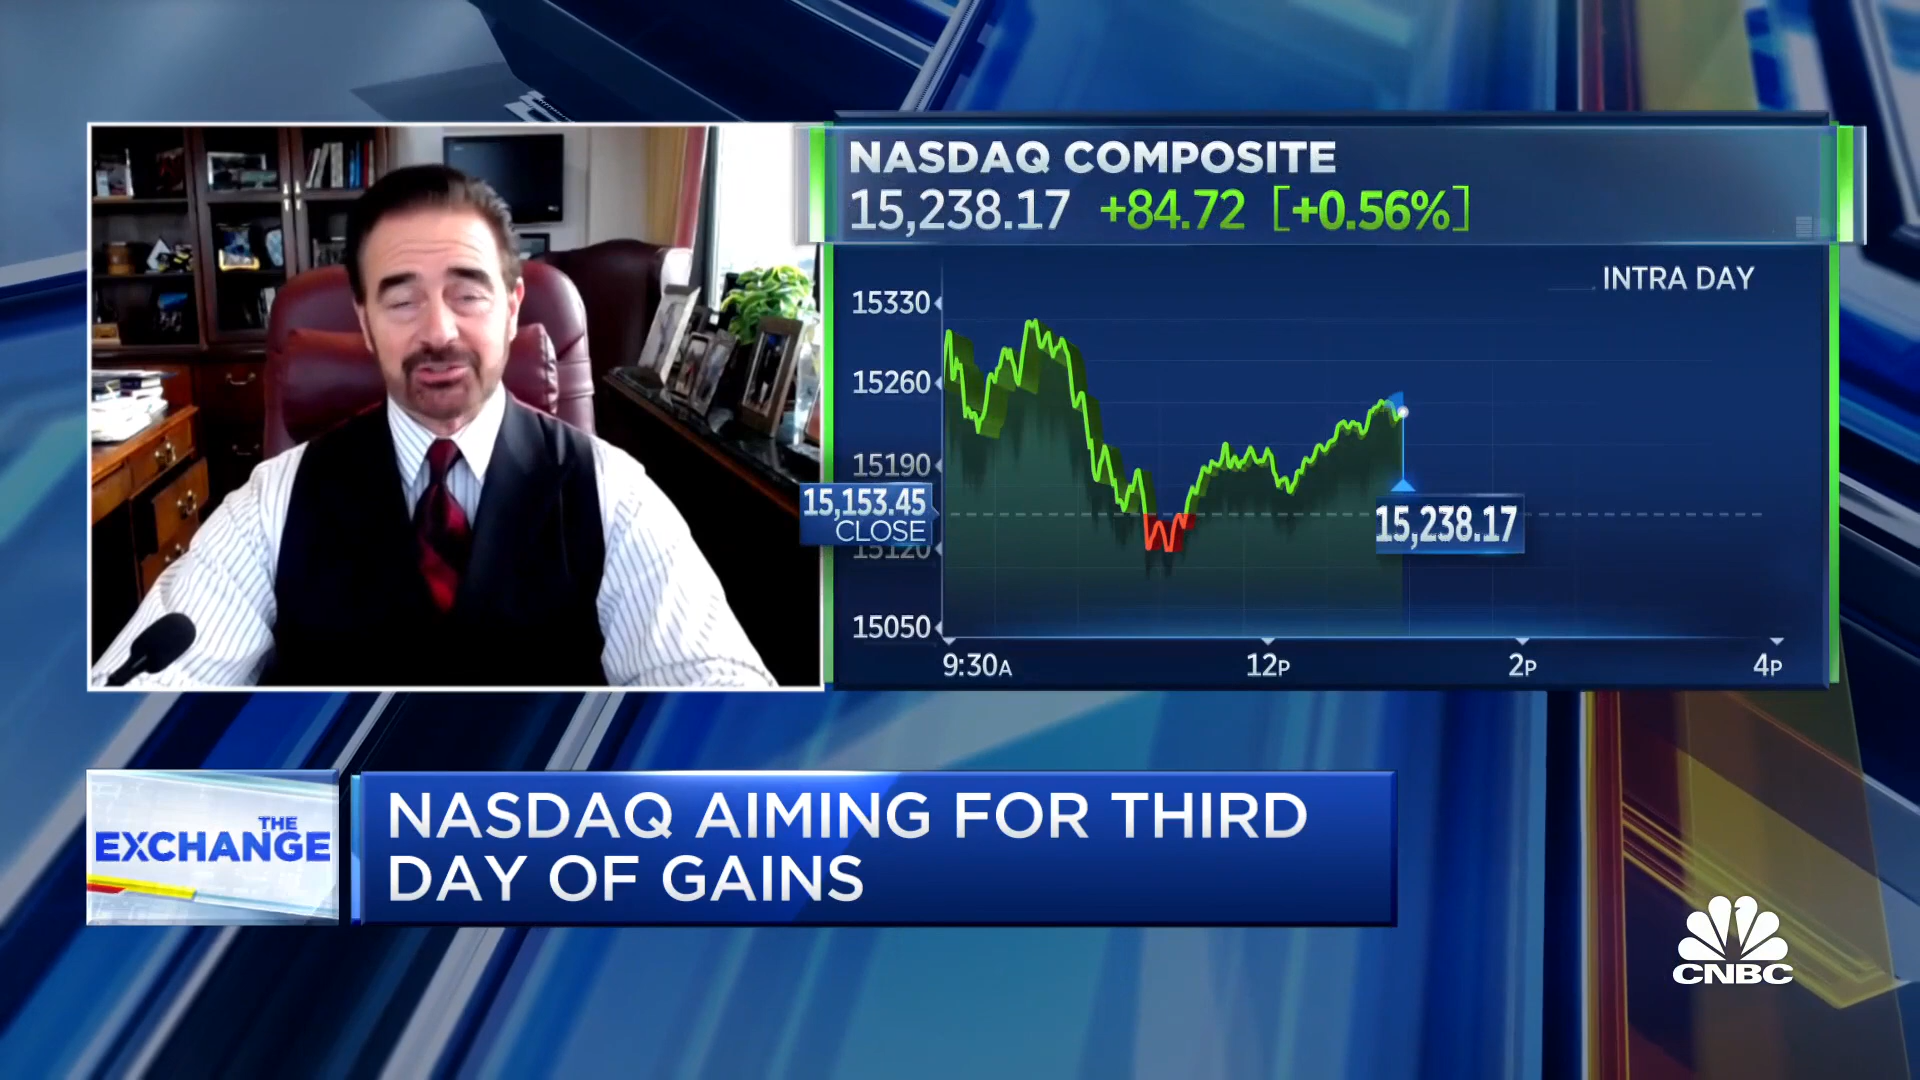 NASDAQ COMPOSITE
15,238.17 +84.72 [+0.56%]
INTRA DAY
15330
15260
15190
15,153.45
CLOSE
15120
15050
15,238.17
9:30A 12P 2P 4P
THE
EXCHANGE
NASDAQ AIMING FOR THIRD
DAY OF GAINS
CNBC